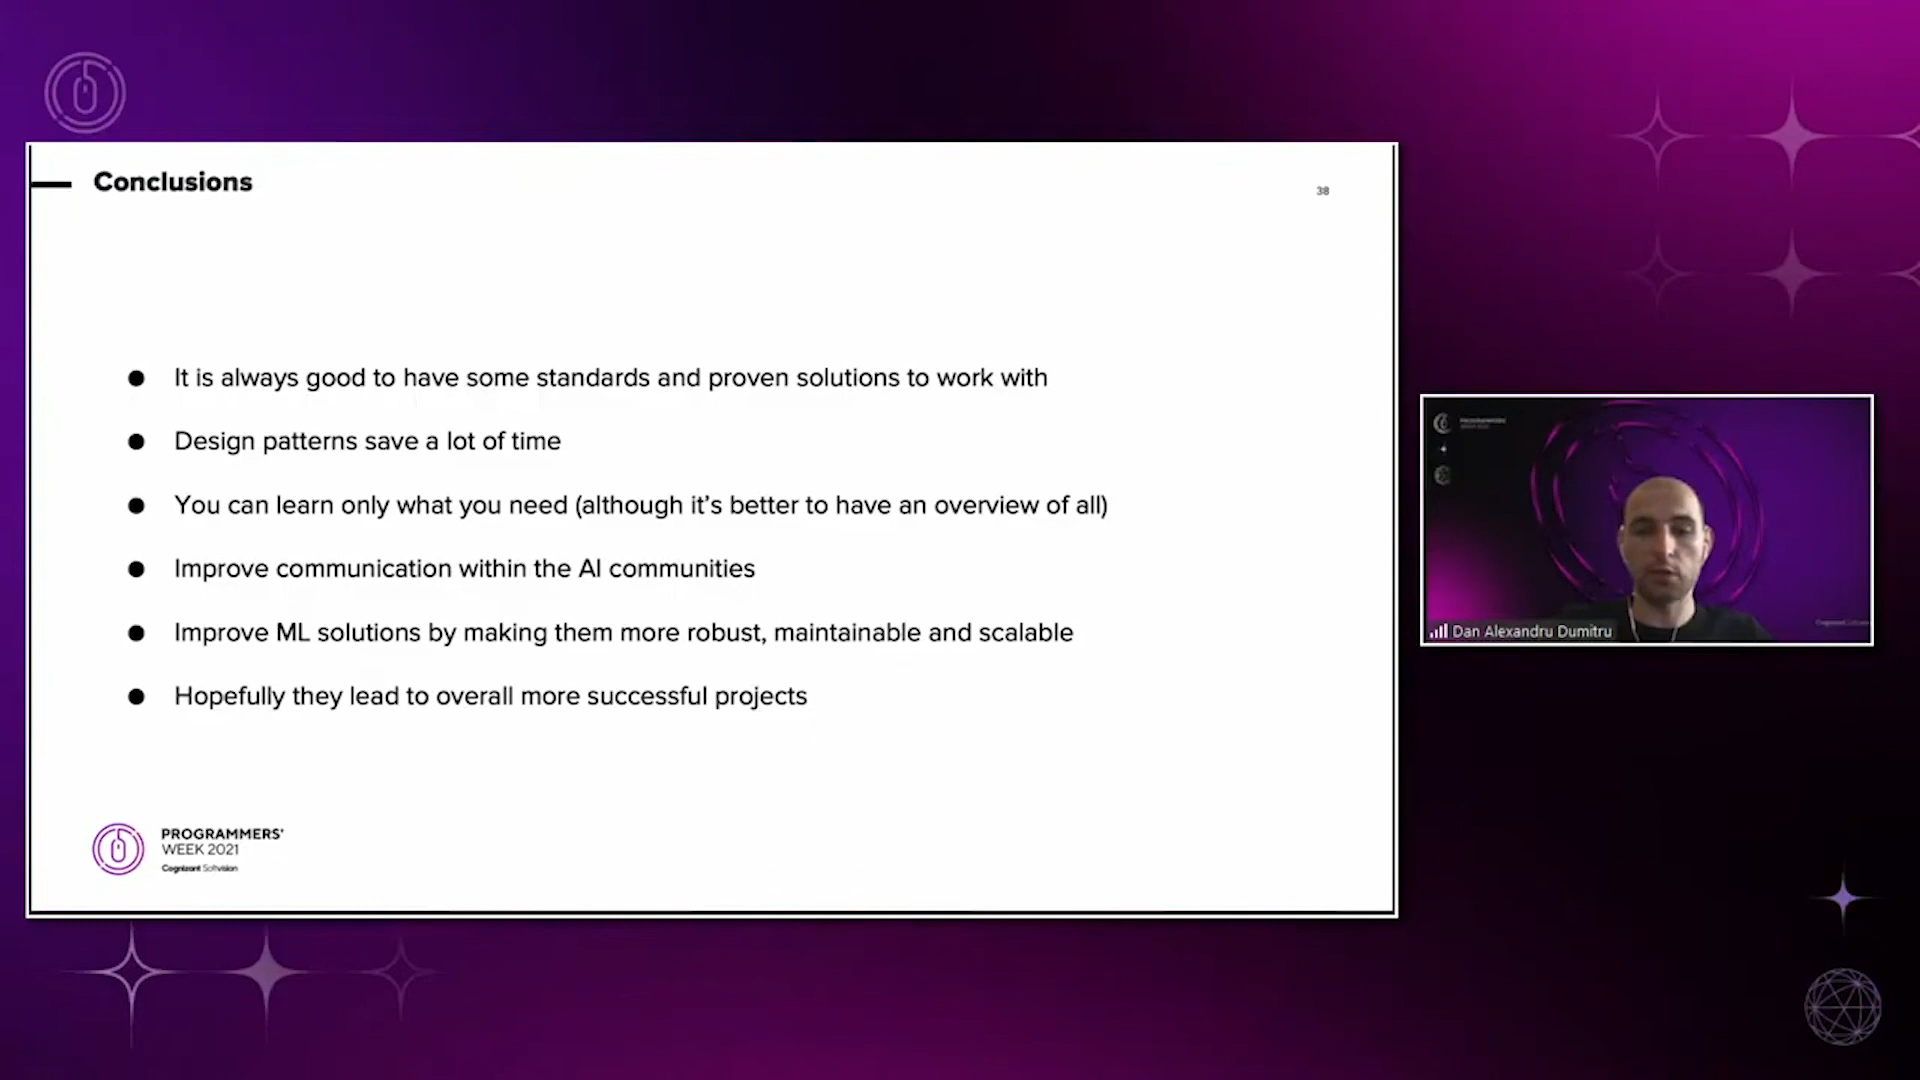 Conclusions
38
It is always good to have some standards and proven solutions to work with
Design patterns save a lot of time
You can learn only what you need (although it's better to have an overview of all)
Improve communication within the AI communities
Improve ML solutions by making them more robust, maintainable and scalable
Hopefully they lead to overall more successful projects
PROGRAMMERS'
WEEK 2021
Cognizant Softvision
Dan Alexandru Dumitru